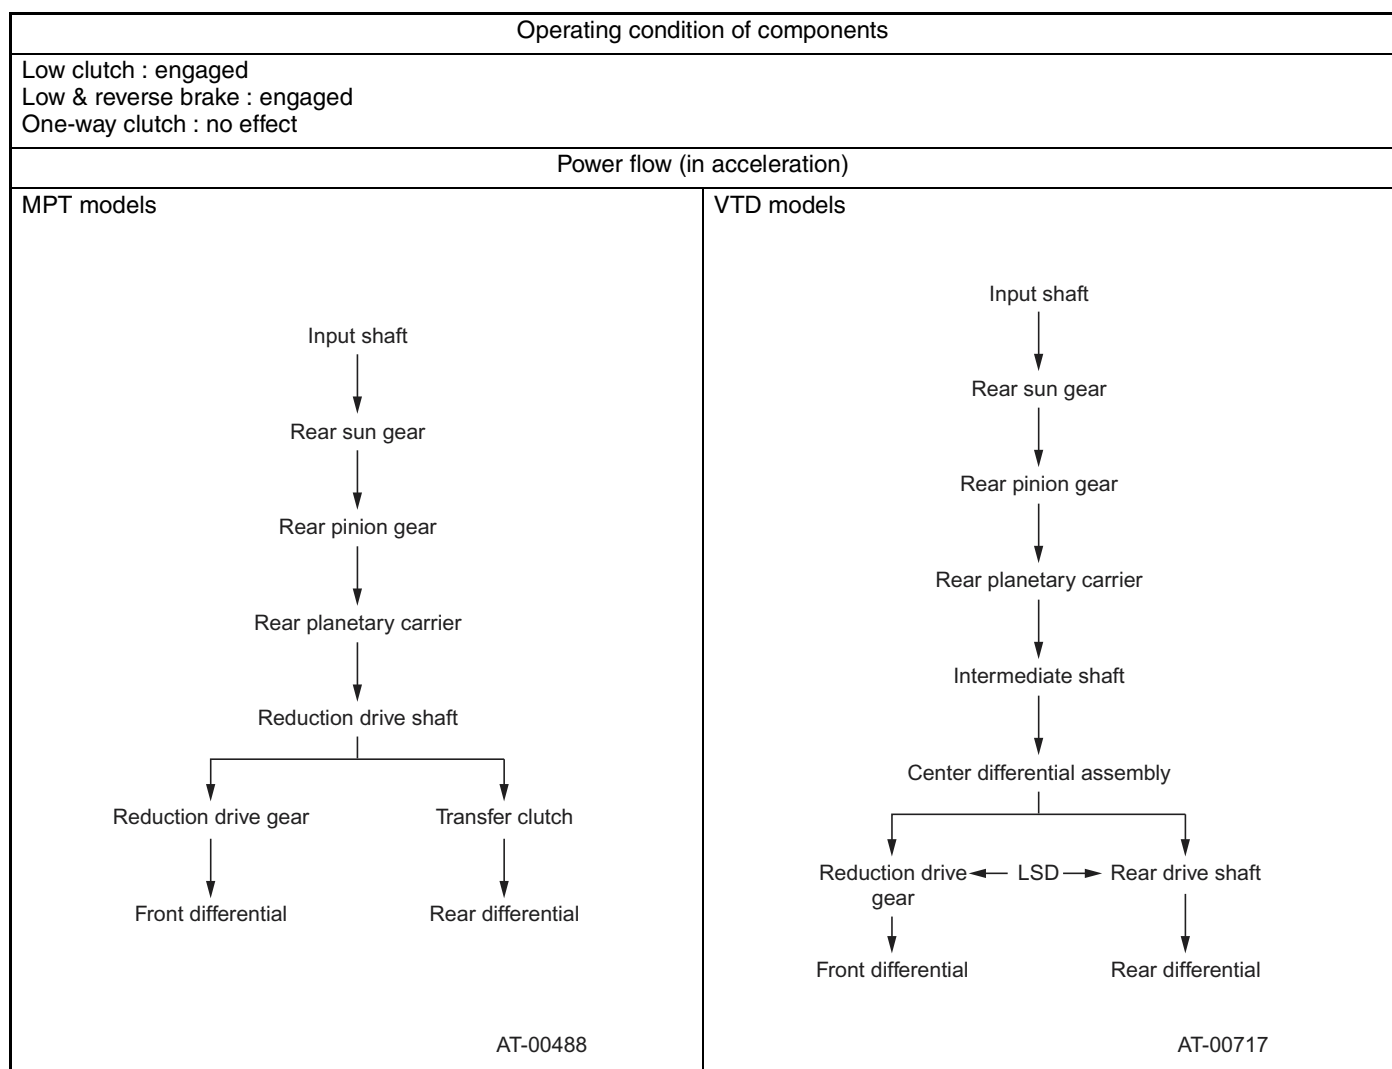 Operating condition of components
Low clutch : engaged
Low & reverse brake : engaged
One-way clutch : no effect
Power flow (in acceleration)
MPT models
Input shaft
Rear sun gear
Rear pinion gear
Rear planetary carrier
Reduction drive shaft
Reduction drive gear Transfer clutch
Front differential Rear differential
AT-00488
VTD models
Input shaft
Rear sun gear
Rear pinion gear
Rear planetary carrier
Intermediate shaft
Center differential assembly
Reduction drive LSD Rear drive shaft
gear
Front differential Rear differential
AT-00717